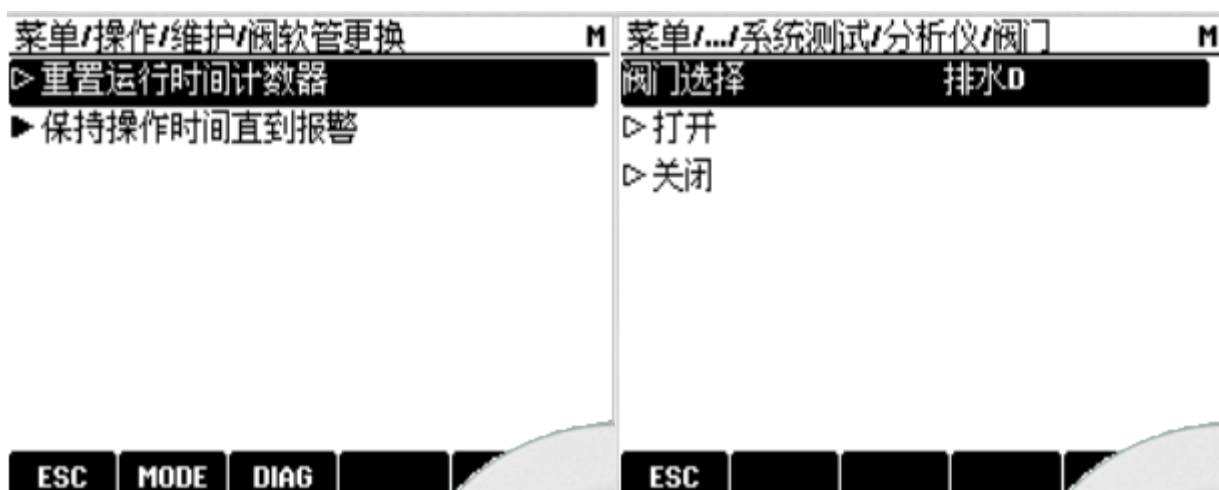 菜单/操作/维护/阀软管更换 M
▷重置运行时间计数器
▶保持操作时间直到报警
ESC MODE DIAG
菜单/.../系统测试/分析仪/阀门 M
阀门选择 排水D
▷打开
▷关闭
ESC